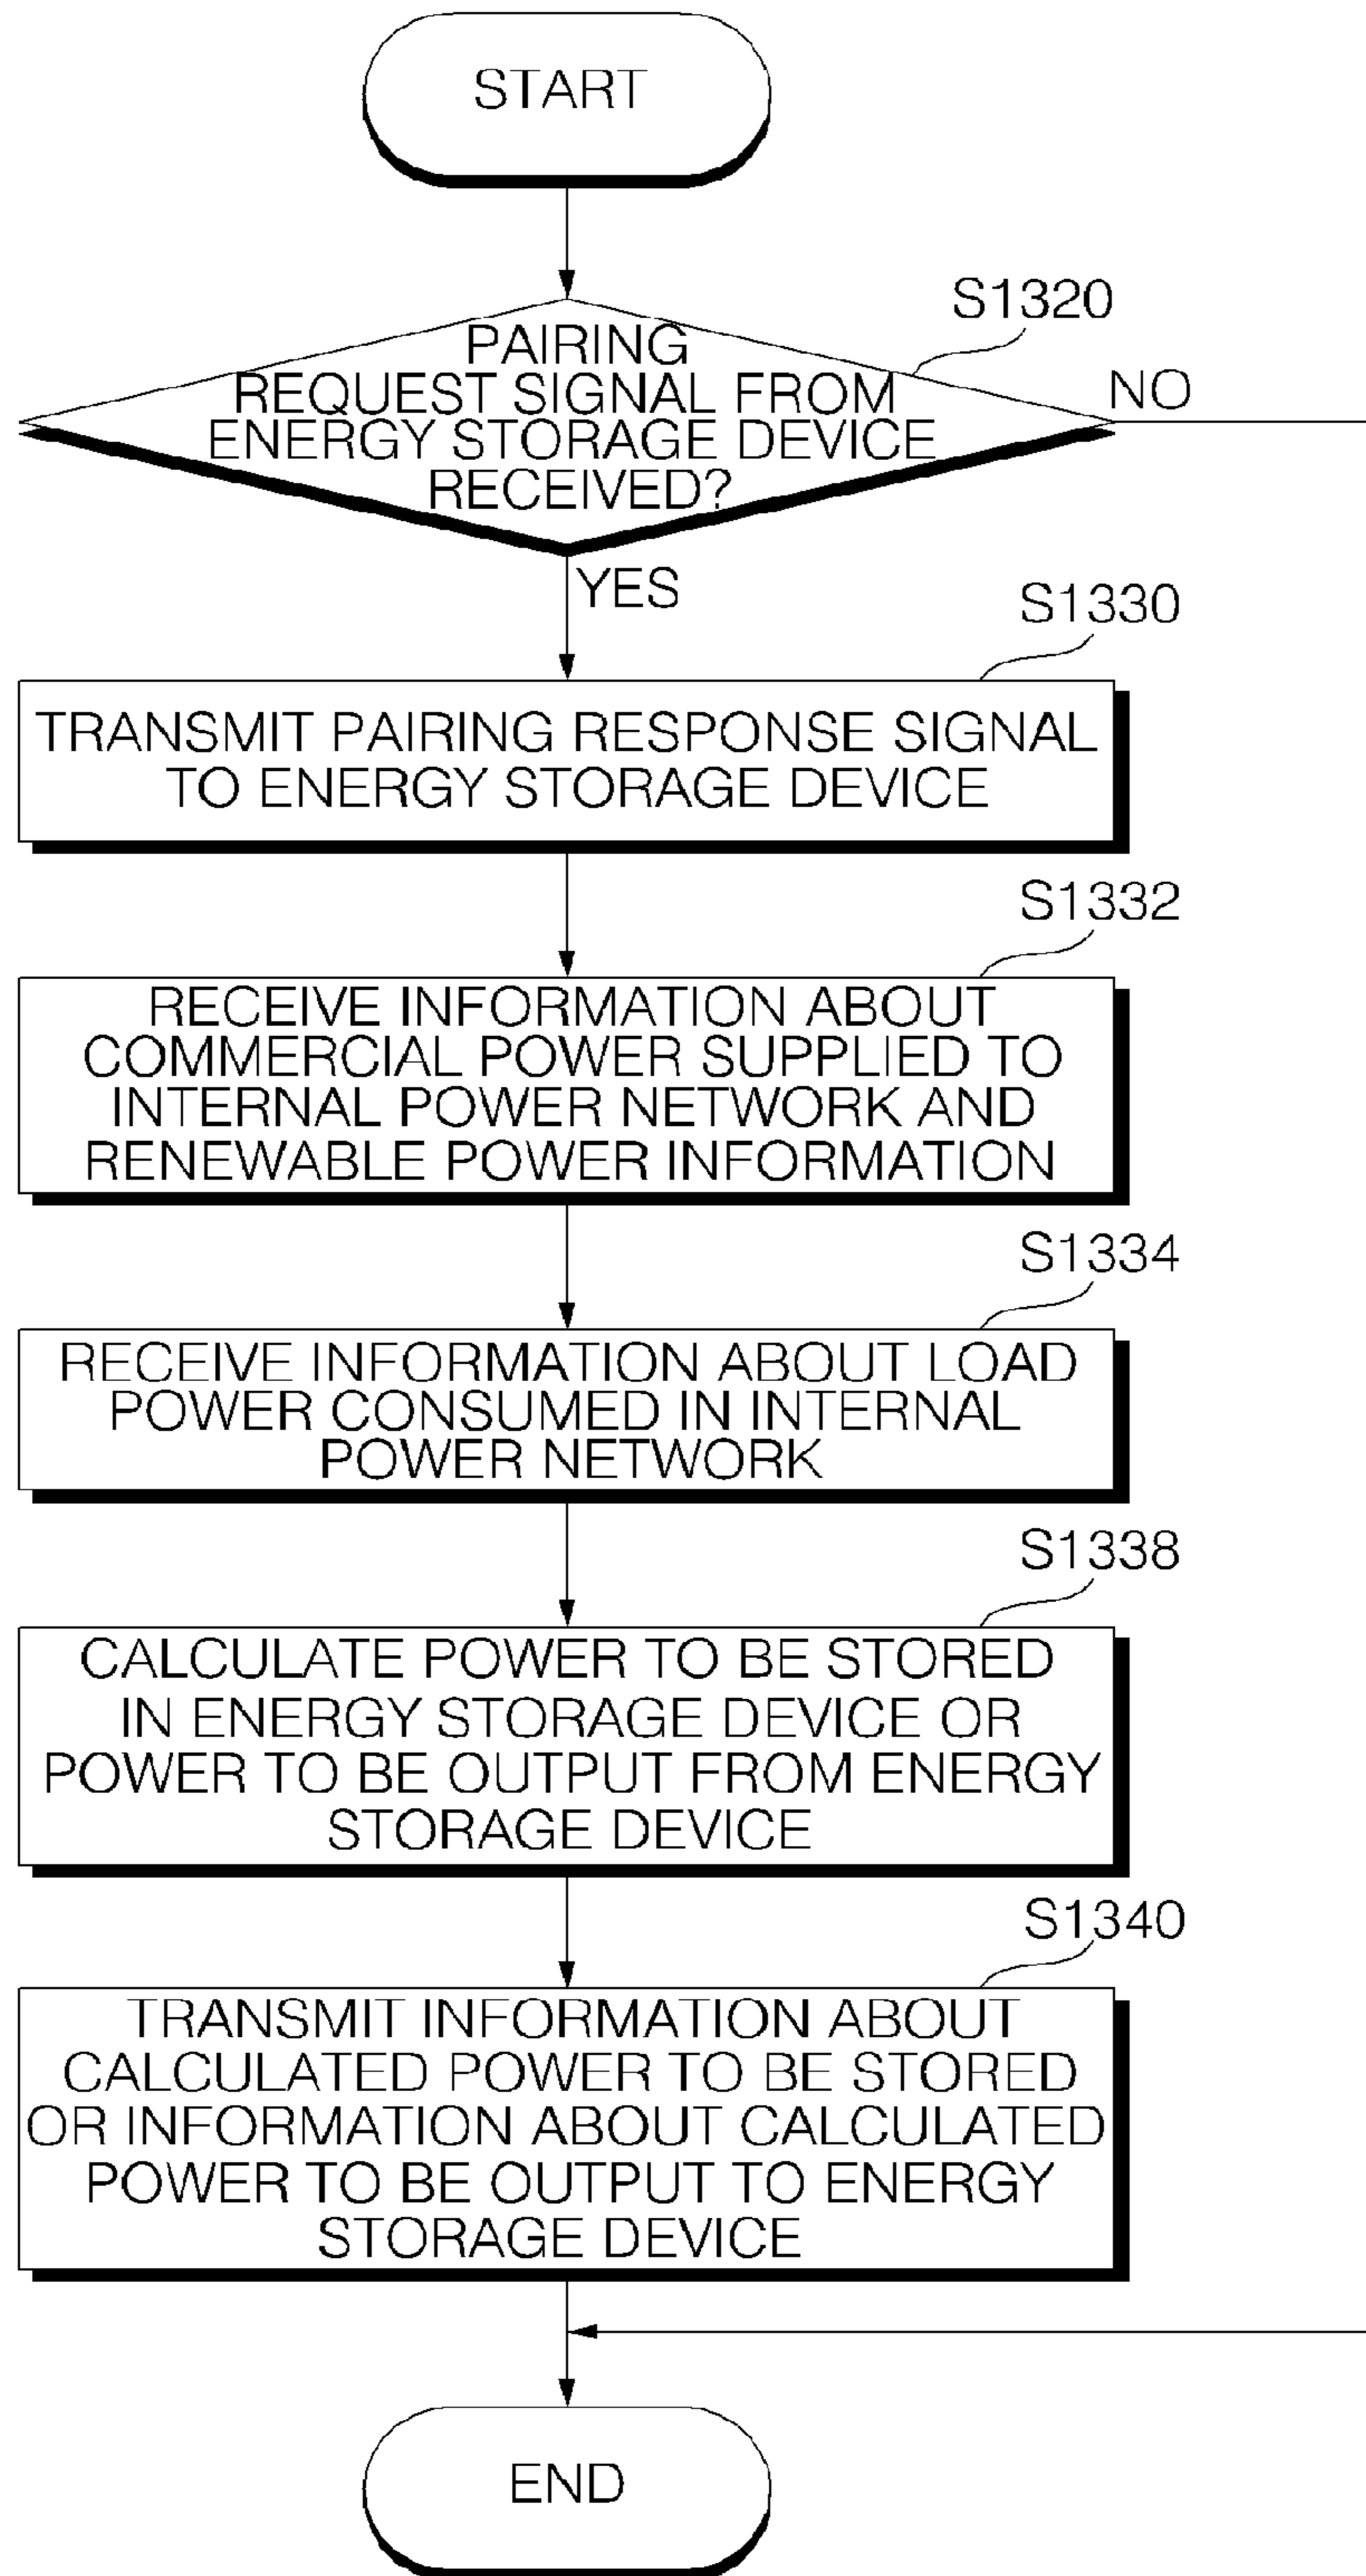 START
S1320
PAIRING
REQUEST SIGNAL FROM
ENERGY STORAGE DEVICE
RECEIVED?
NO
YES
S1330
TRANSMIT PAIRING RESPONSE SIGNAL
TO ENERGY STORAGE DEVICE
S1332
RECEIVE INFORMATION ABOUT
COMMERCIAL POWER SUPPLIED TO
INTERNAL POWER NETWORK AND
RENEWABLE POWER INFORMATION
S1334
RECEIVE INFORMATION ABOUT LOAD
POWER CONSUMED IN INTERNAL
POWER NETWORK
S1338
CALCULATE POWER TO BE STORED
IN ENERGY STORAGE DEVICE OR
POWER TO BE OUTPUT FROM ENERGY
STORAGE DEVICE
S1340
TRANSMIT INFORMATION ABOUT
CALCULATED POWER TO BE STORED
OR INFORMATION ABOUT CALCULATED
POWER TO BE OUTPUT TO ENERGY
STORAGE DEVICE
END